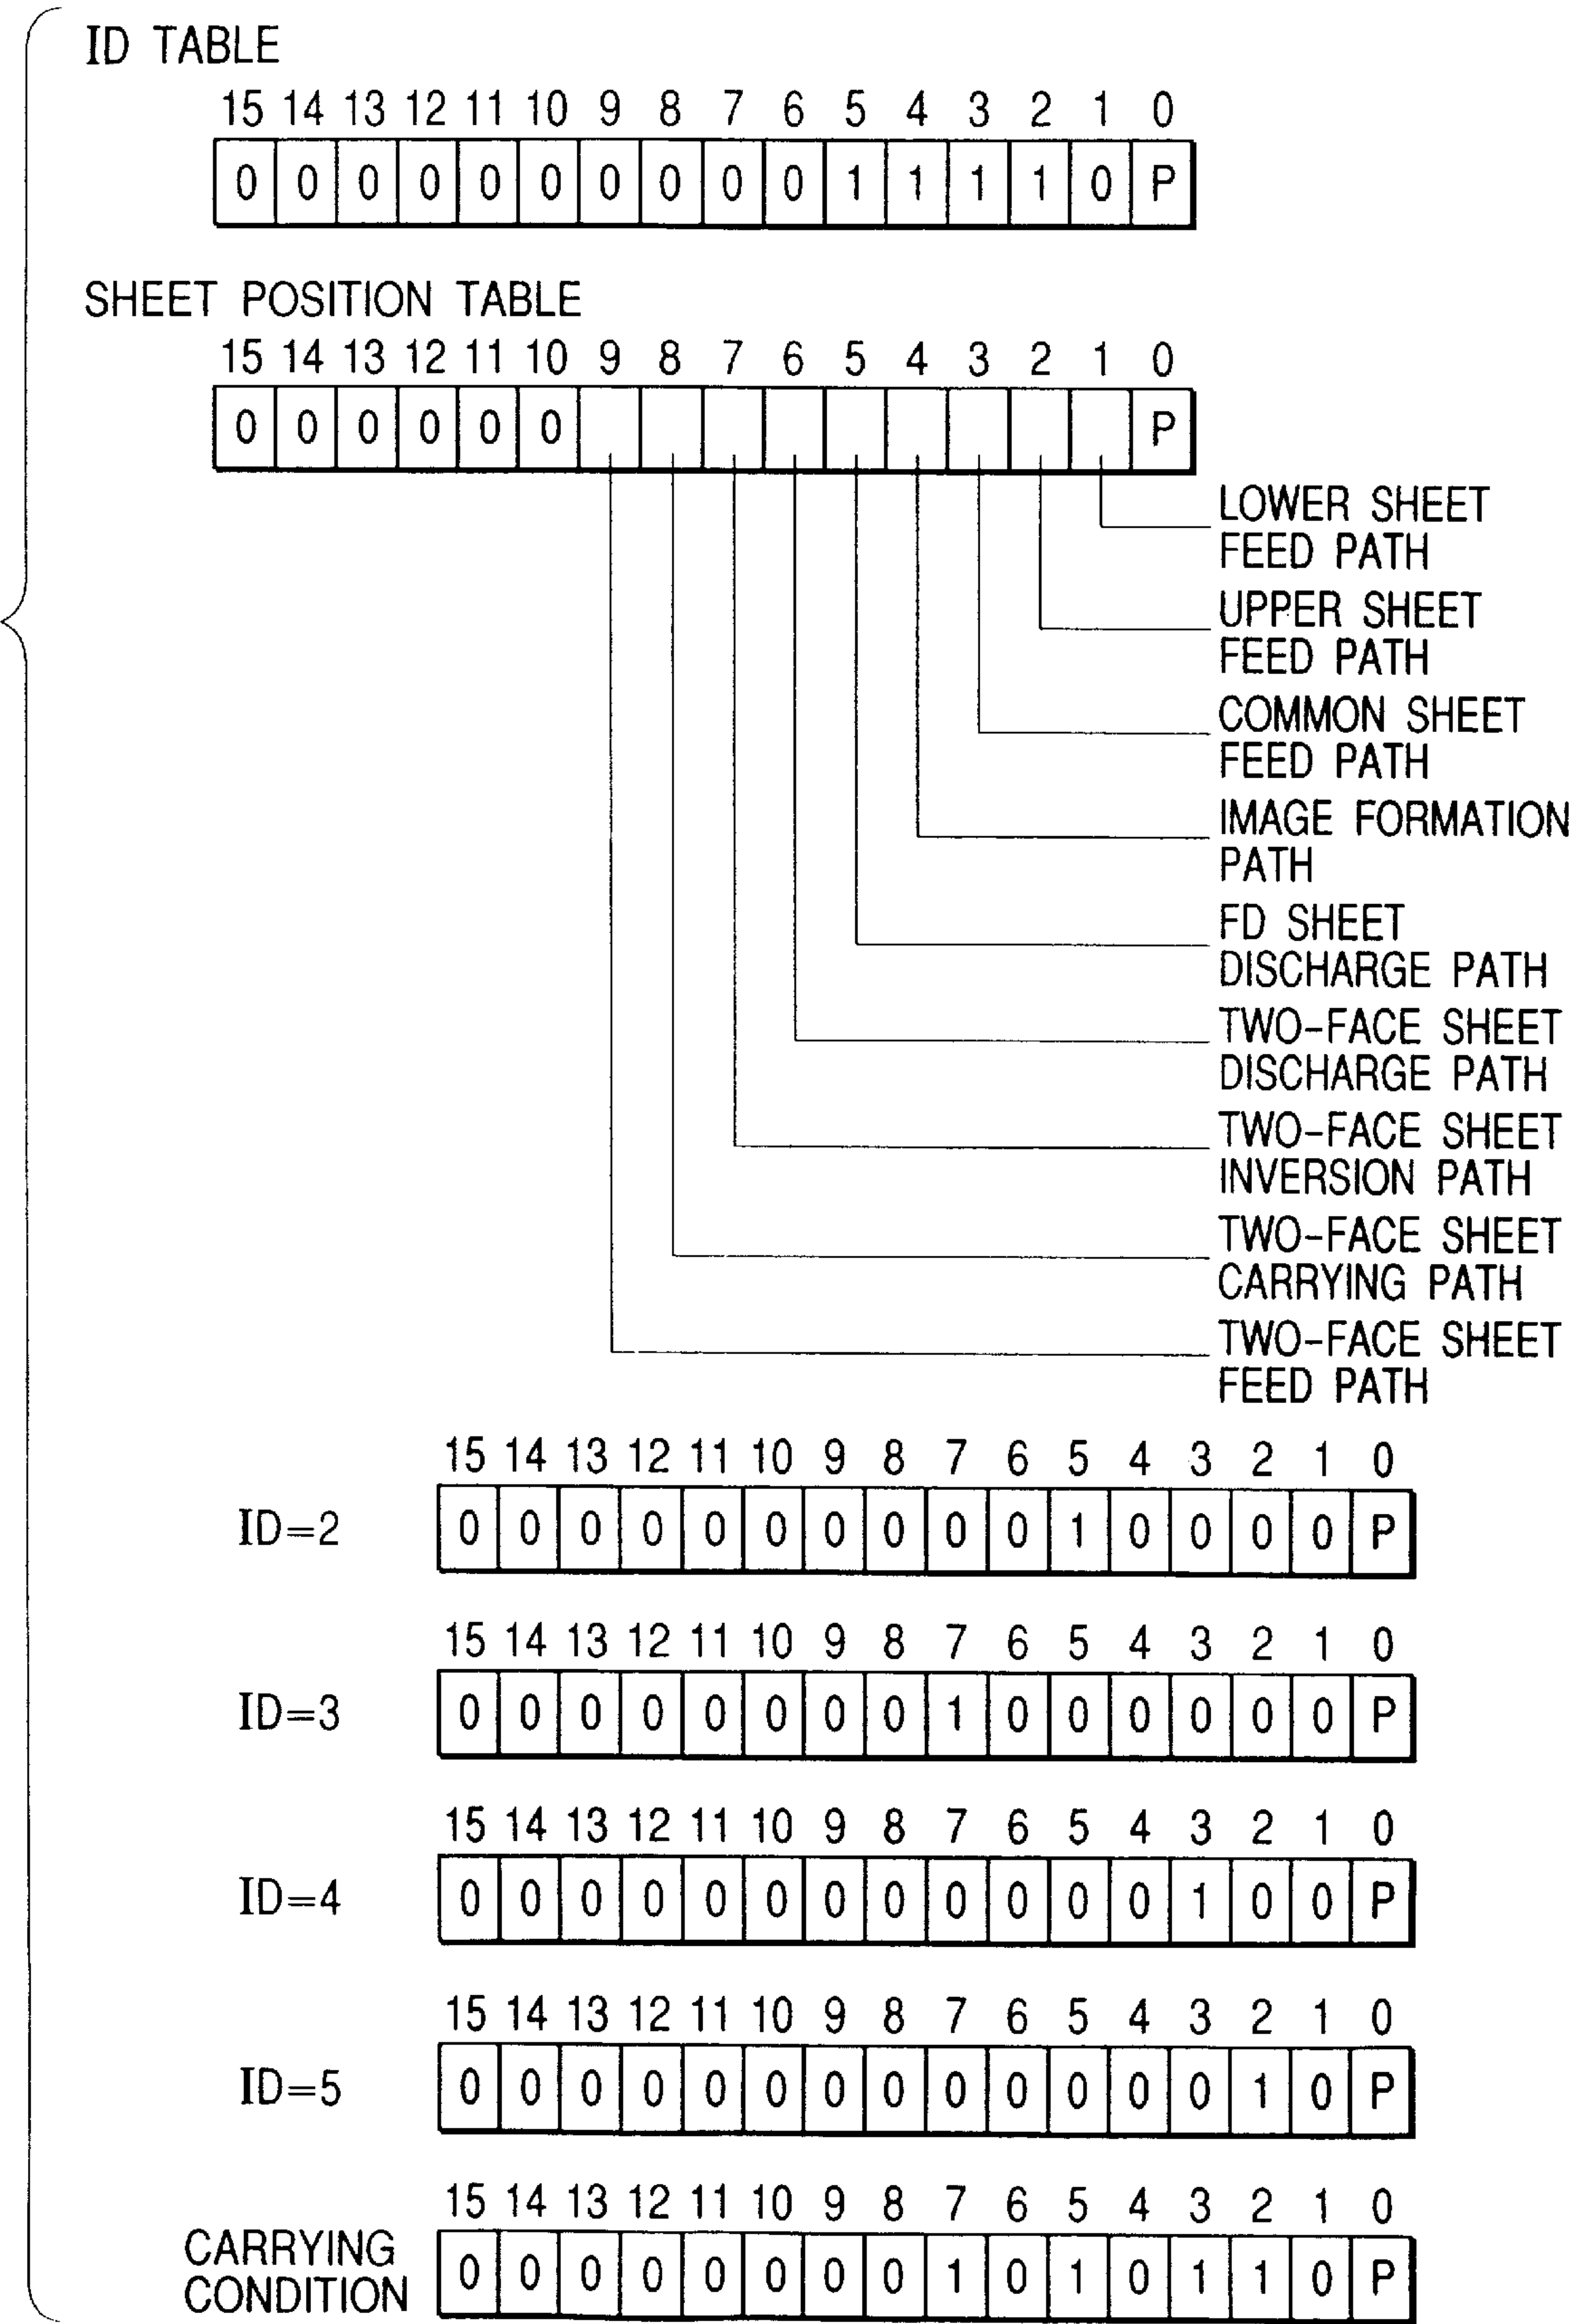 ID TABLE
15 14 13 12 11 10 9 8 7 6 5 4 3 2 1 0
0 0 0 0 0 0 0 0 0 0 1 1 1 1 0 P
SHEET POSITION TABLE
15 14 13 12 11 10 9 8 7 6 5 4 3 2 1 0
0 0 0 0 0 0 P
LOWER SHEET
FEED PATH
UPPER SHEET
FEED PATH
COMMON SHEET
FEED PATH
IMAGE FORMATION
PATH
FD SHEET
DISCHARGE PATH
TWO-FACE SHEET
DISCHARGE PATH
TWO-FACE SHEET
INVERSION PATH
TWO-FACE SHEET
CARRYING PATH
TWO-FACE SHEET
FEED PATH
15 14 13 12 11 10 9 8 7 6 5 4 3 2 1 0
ID=2 0 0 0 0 0 0 0 0 0 0 1 0 0 0 0 P
15 14 13 12 11 10 9 8 7 6 5 4 3 2 1 0
ID=3 0 0 0 0 0 0 0 0 1 0 0 0 0 0 0 P
15 14 13 12 11 10 9 8 7 6 5 4 3 2 1 0
ID=4 0 0 0 0 0 0 0 0 0 0 0 0 1 0 0 P
15 14 13 12 11 10 9 8 7 6 5 4 3 2 1 0
ID=5 0 0 0 0 0 0 0 0 0 0 0 0 0 1 0 P
15 14 13 12 11 10 9 8 7 6 5 4 3 2 1 0
CARRYING
CONDITION 0 0 0 0 0 0 0 0 1 0 1 0 1 1 0 P